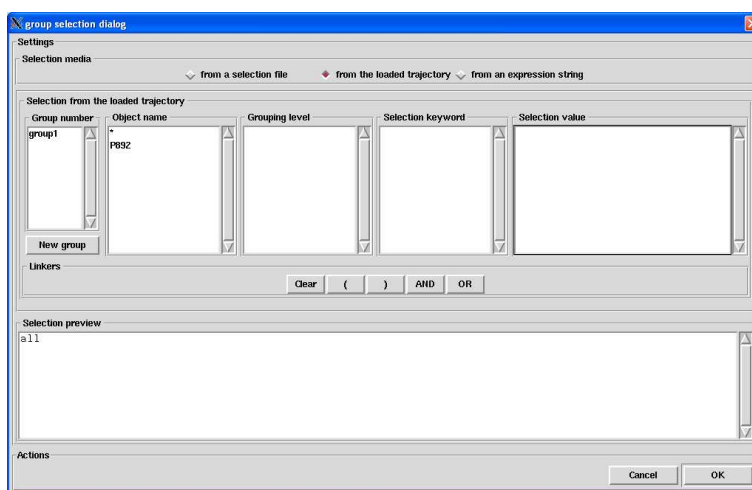 group selection dialog
Settings
Selection media
from a selection file
from the loaded trajectory
from an expression string
Selection from the loaded trajectory
Group number
Object name
Grouping level
Selection keyword
Selection value
group1
*
P892
New group
Linkers
Clear
(
)
AND
OR
Selection preview
all
Actions
Cancel
OK